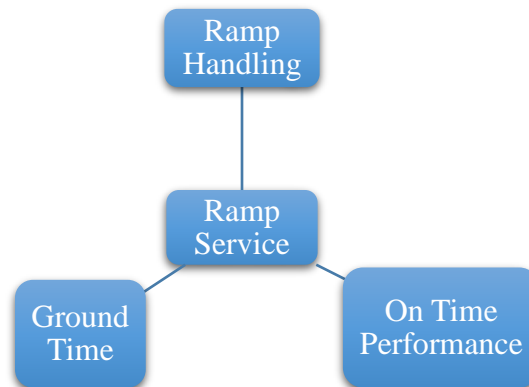 Ramp
Handling
Ramp
Service
Ground
Time
On Time
Performance